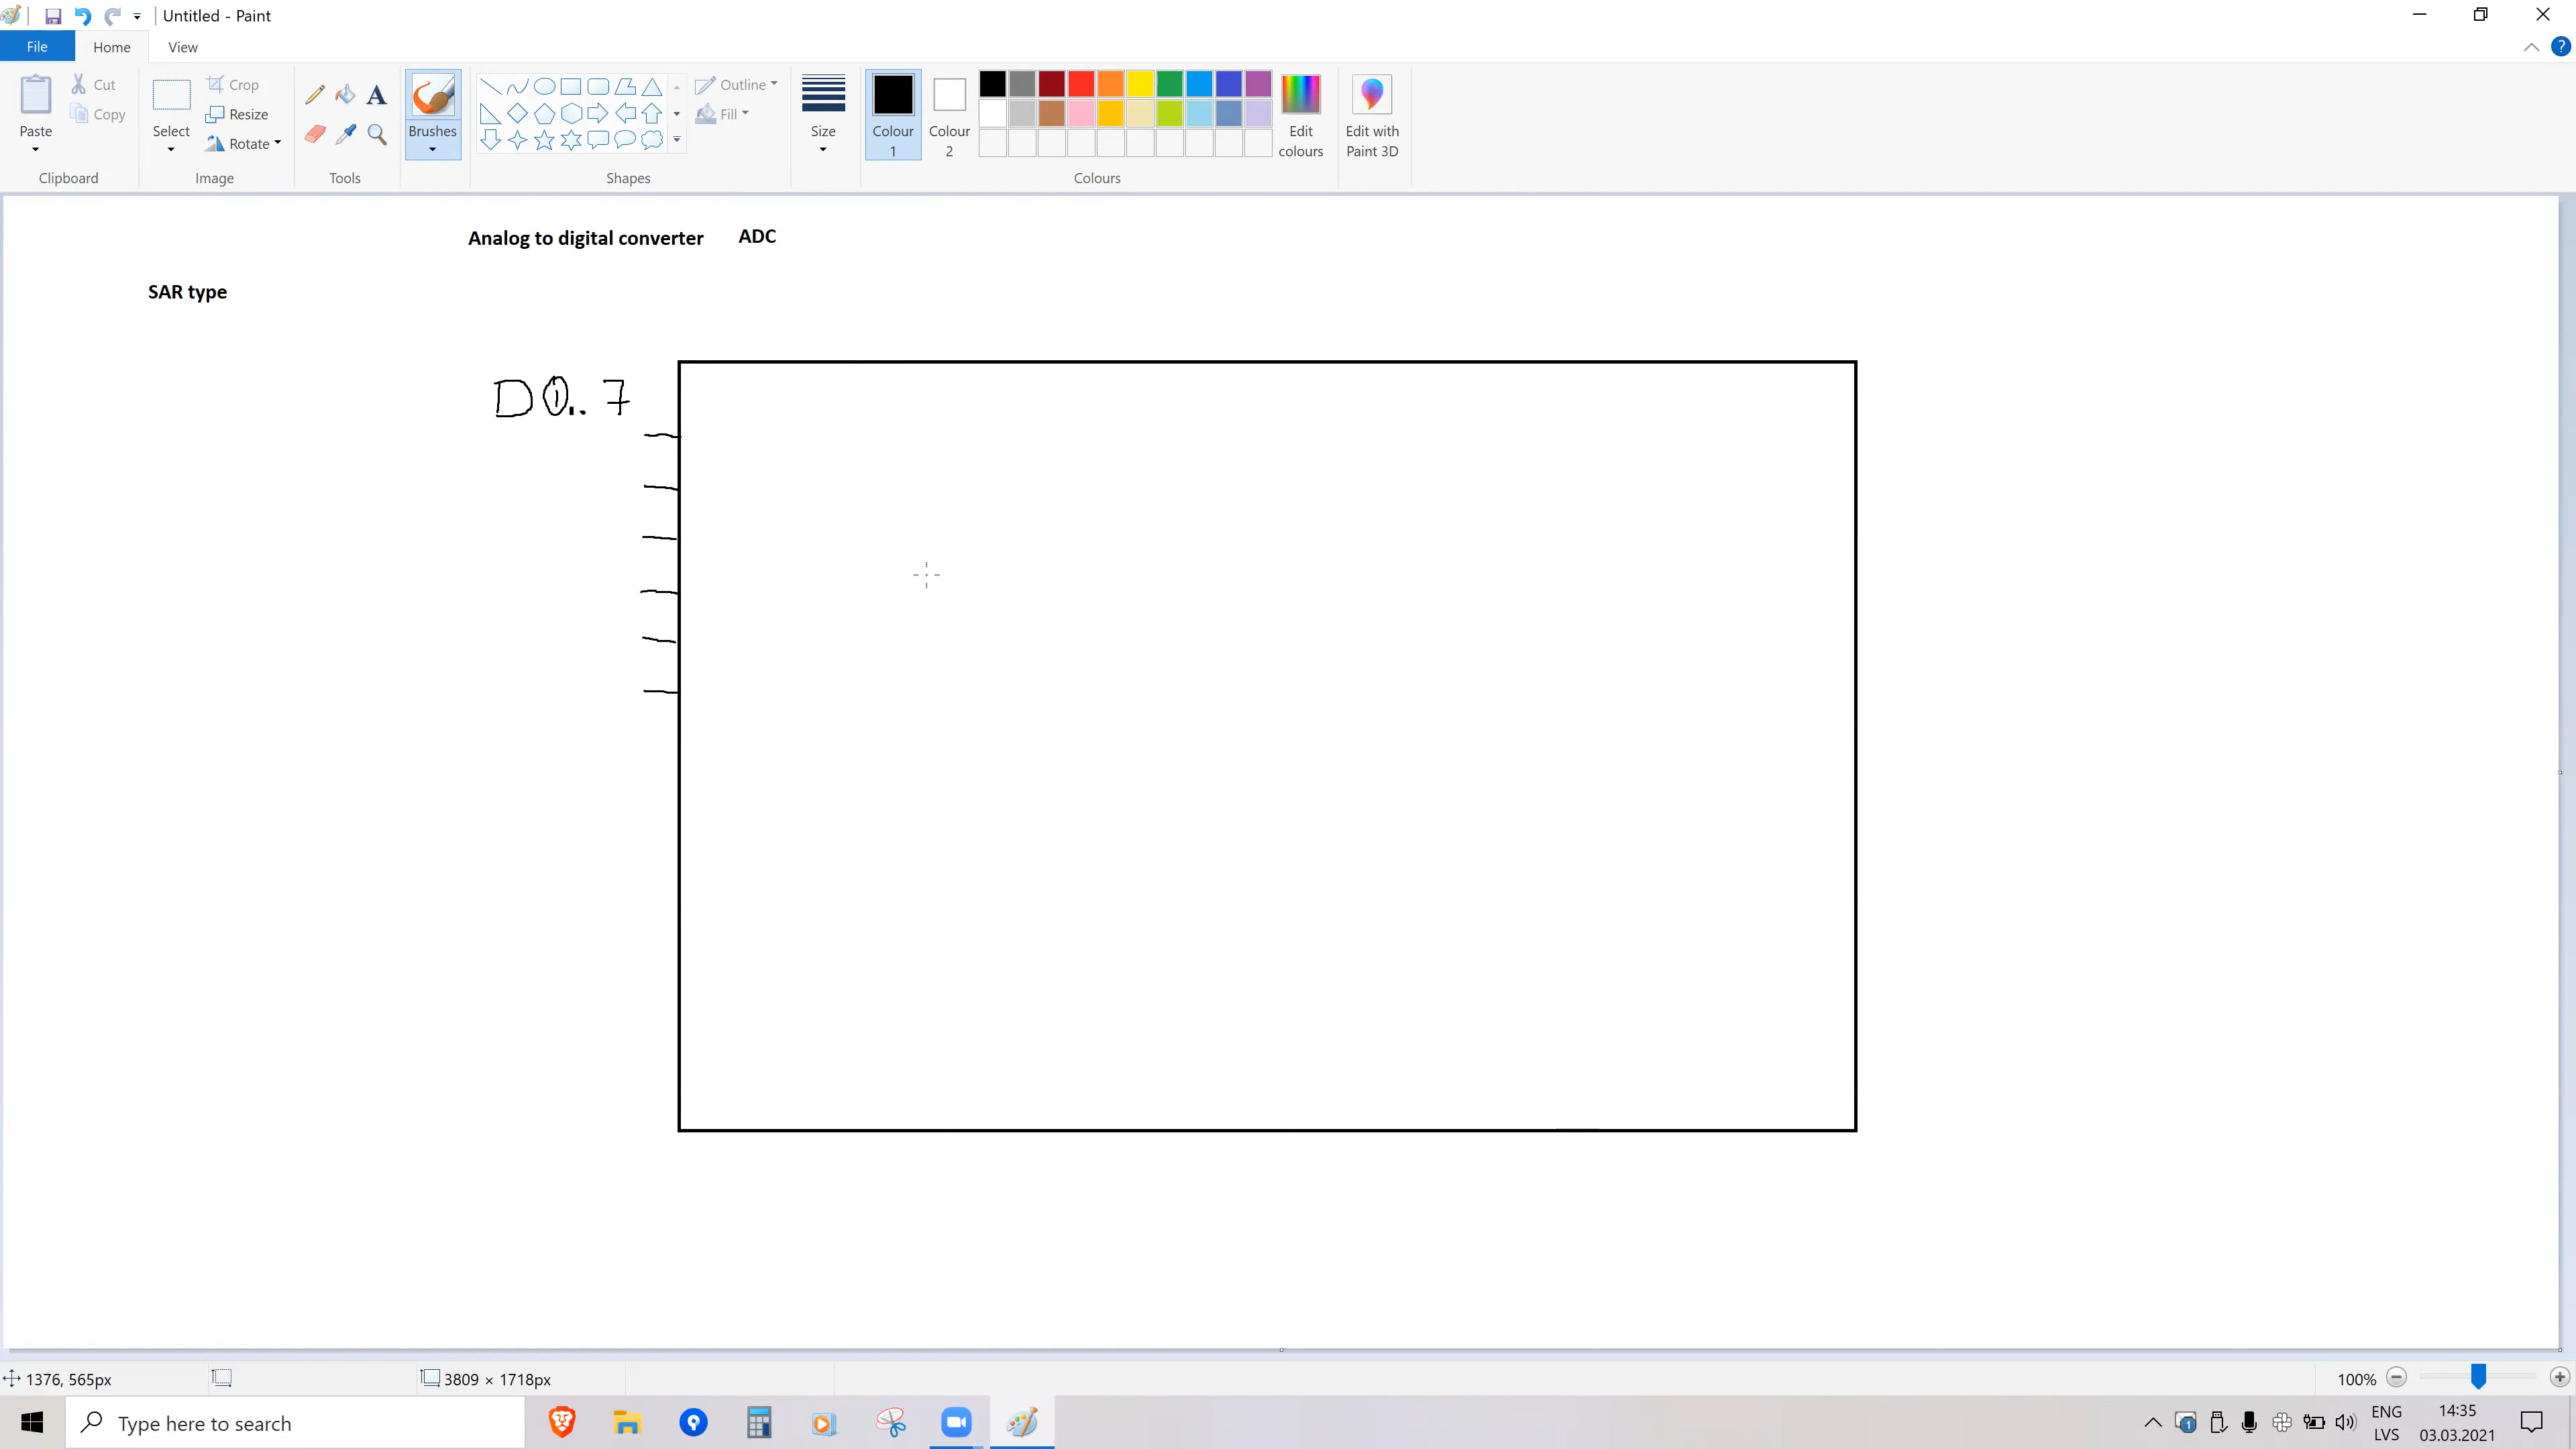 Untitled - Paint
File Home View
Paste
Cut
Copy
Clipboard
Select
Crop
Resize
Rotate
Image
A
Tools
Brushes
Outline
Fill
Shapes
Size
Colour 1
Colour 2
Edit colours
Colours
Edit with Paint 3D
Analog to digital converter ADC
SAR type
D0..7
1376, 565px
3809 × 1718px
100%
Type here to search
1
ENG
LVS
14:35
03.03.2021